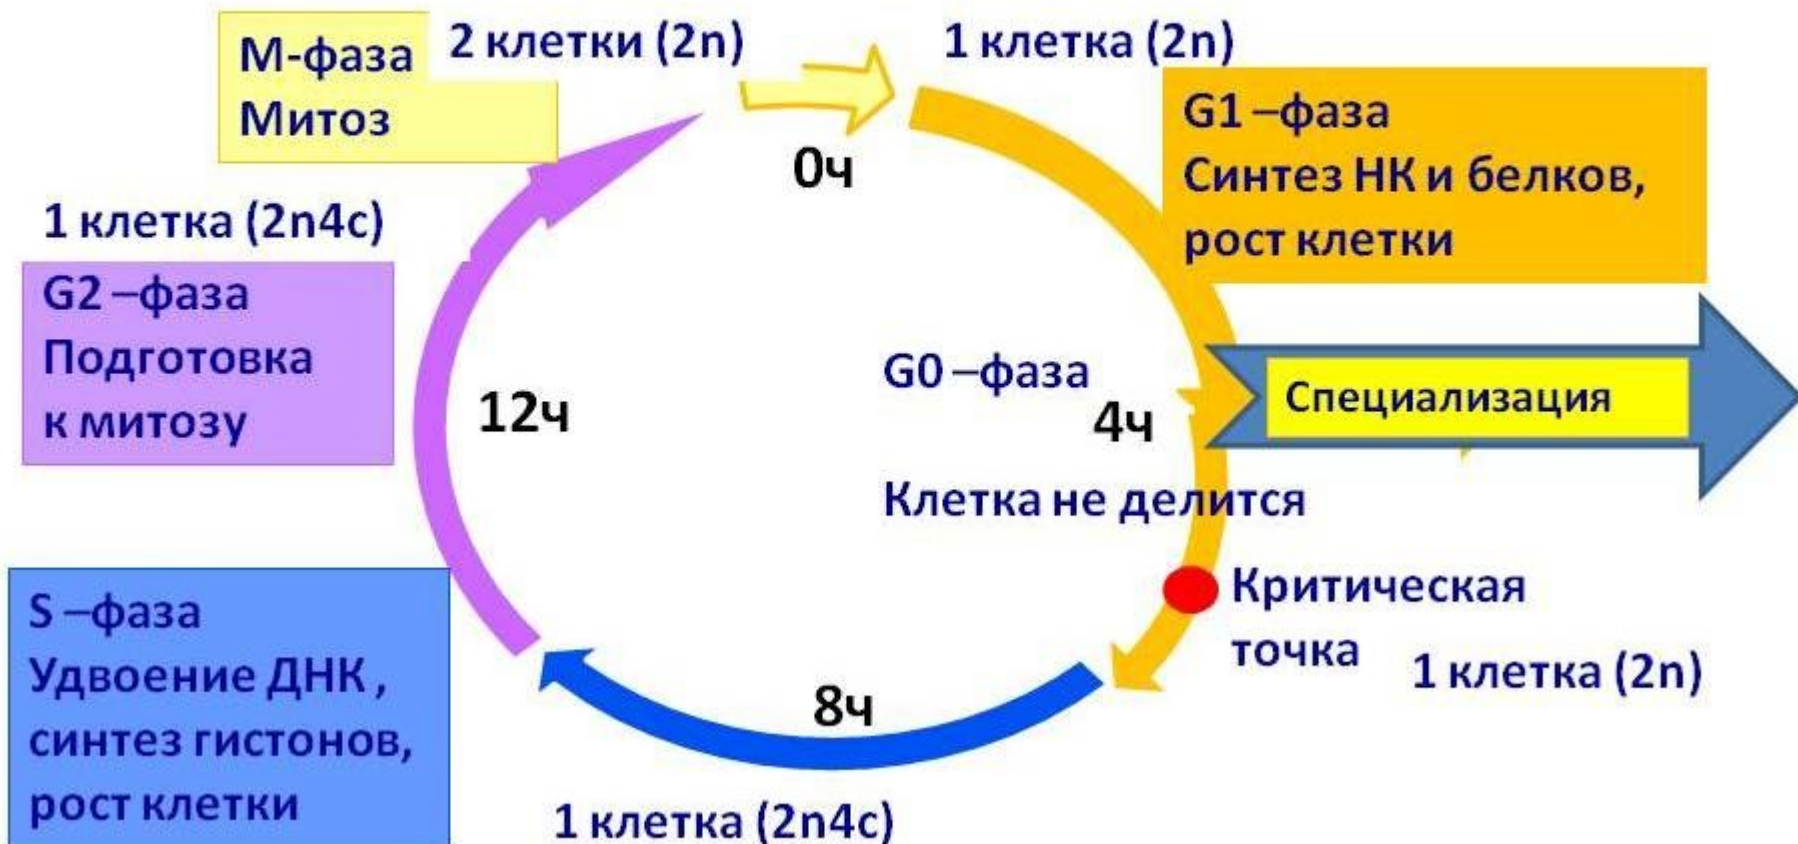 М-фаза
Митоз
2 клетки (2n)
1 клетка (2n)
0ч
G1 –фаза
Синтез НК и белков,
рост клетки
1 клетка (2n4c)
G2 –фаза
Подготовка
к митозу
12ч
G0 –фаза
4ч
Специализация
Клетка не делится
Критическая
точка
1 клетка (2n)
S –фаза
Удвоение ДНК ,
синтез гистонов,
рост клетки
8ч
1 клетка (2n4c)